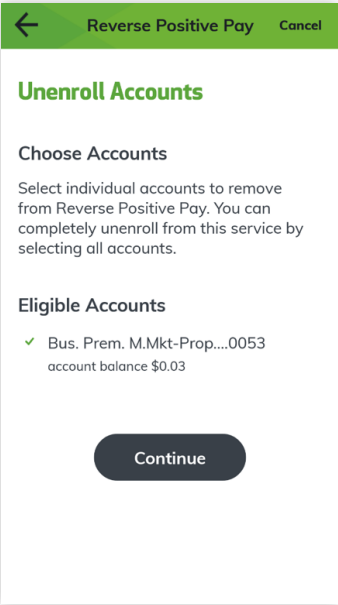 Reverse Positive Pay Cancel
Unenroll Accounts
Choose Accounts
Select individual accounts to remove
from Reverse Positive Pay. You can
completely unenroll from this service by
selecting all accounts.
Eligible Accounts
Bus. Prem. M.Mkt-Prop....0053
account balance $0.03
Continue